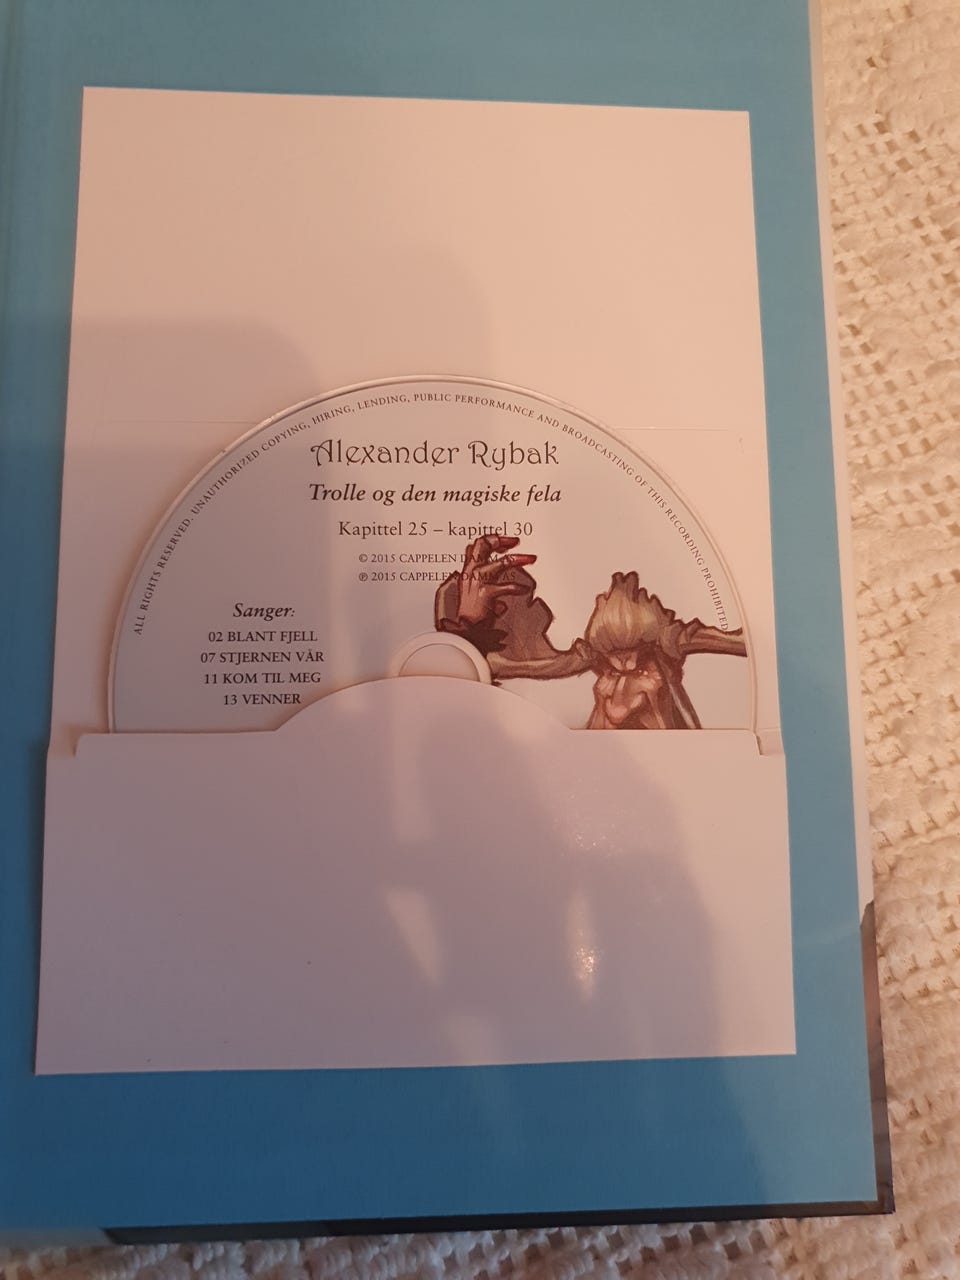 ALL RIGHTS RESERVED. UNAUTHORIZED COPYING, HIRING, LENDING, PUBLIC PERFORMANCE AND BROADCASTING OF THIS RECORDING PROHIBITED
Alexander Rybak
Trolle og den magiske fela
Kapittel 25 – kapittel 30
© 2015 CAPPELEN DAMM AS
℗ 2015 CAPPELEN DAMM AS
Sanger:
02 BLANT FJELL
07 STJERNEN VÅR
11 KOM TIL MEG
13 VENNER